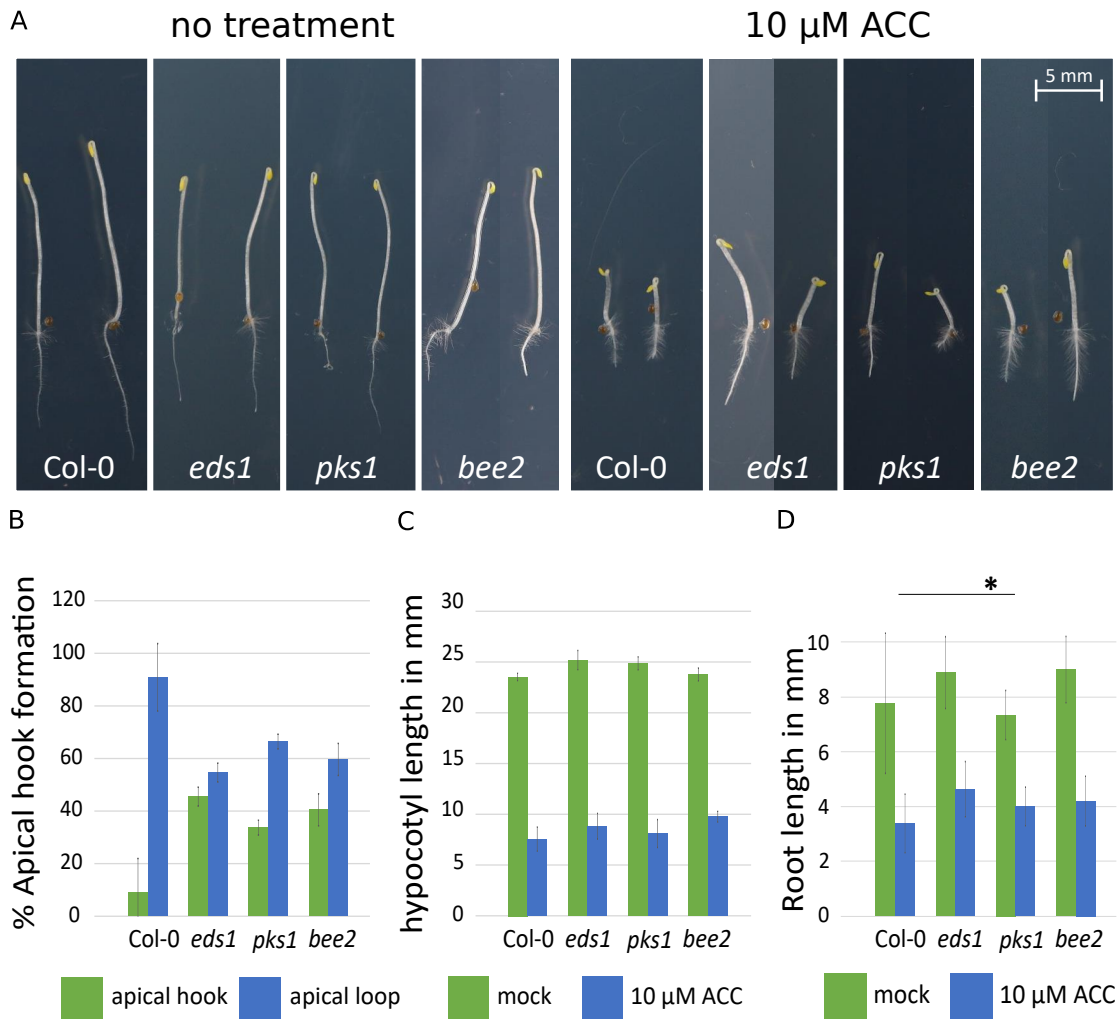 A
no treatment
10 µM ACC
5 mm
Col-0
eds1
pks1
bee2
Col-0
eds1
pks1
bee2
B
% Apical hook formation
120
100
80
60
40
20
0
Col-0
eds1
pks1
bee2
apical hook
apical loop
C
hypocotyl length in mm
30
25
20
15
10
5
0
Col-0
eds1
pks1
bee2
mock
10 µM ACC
D
*
Root length in mm
10
8
6
4
2
0
Col-0
eds1
pks1
bee2
mock
10 µM ACC